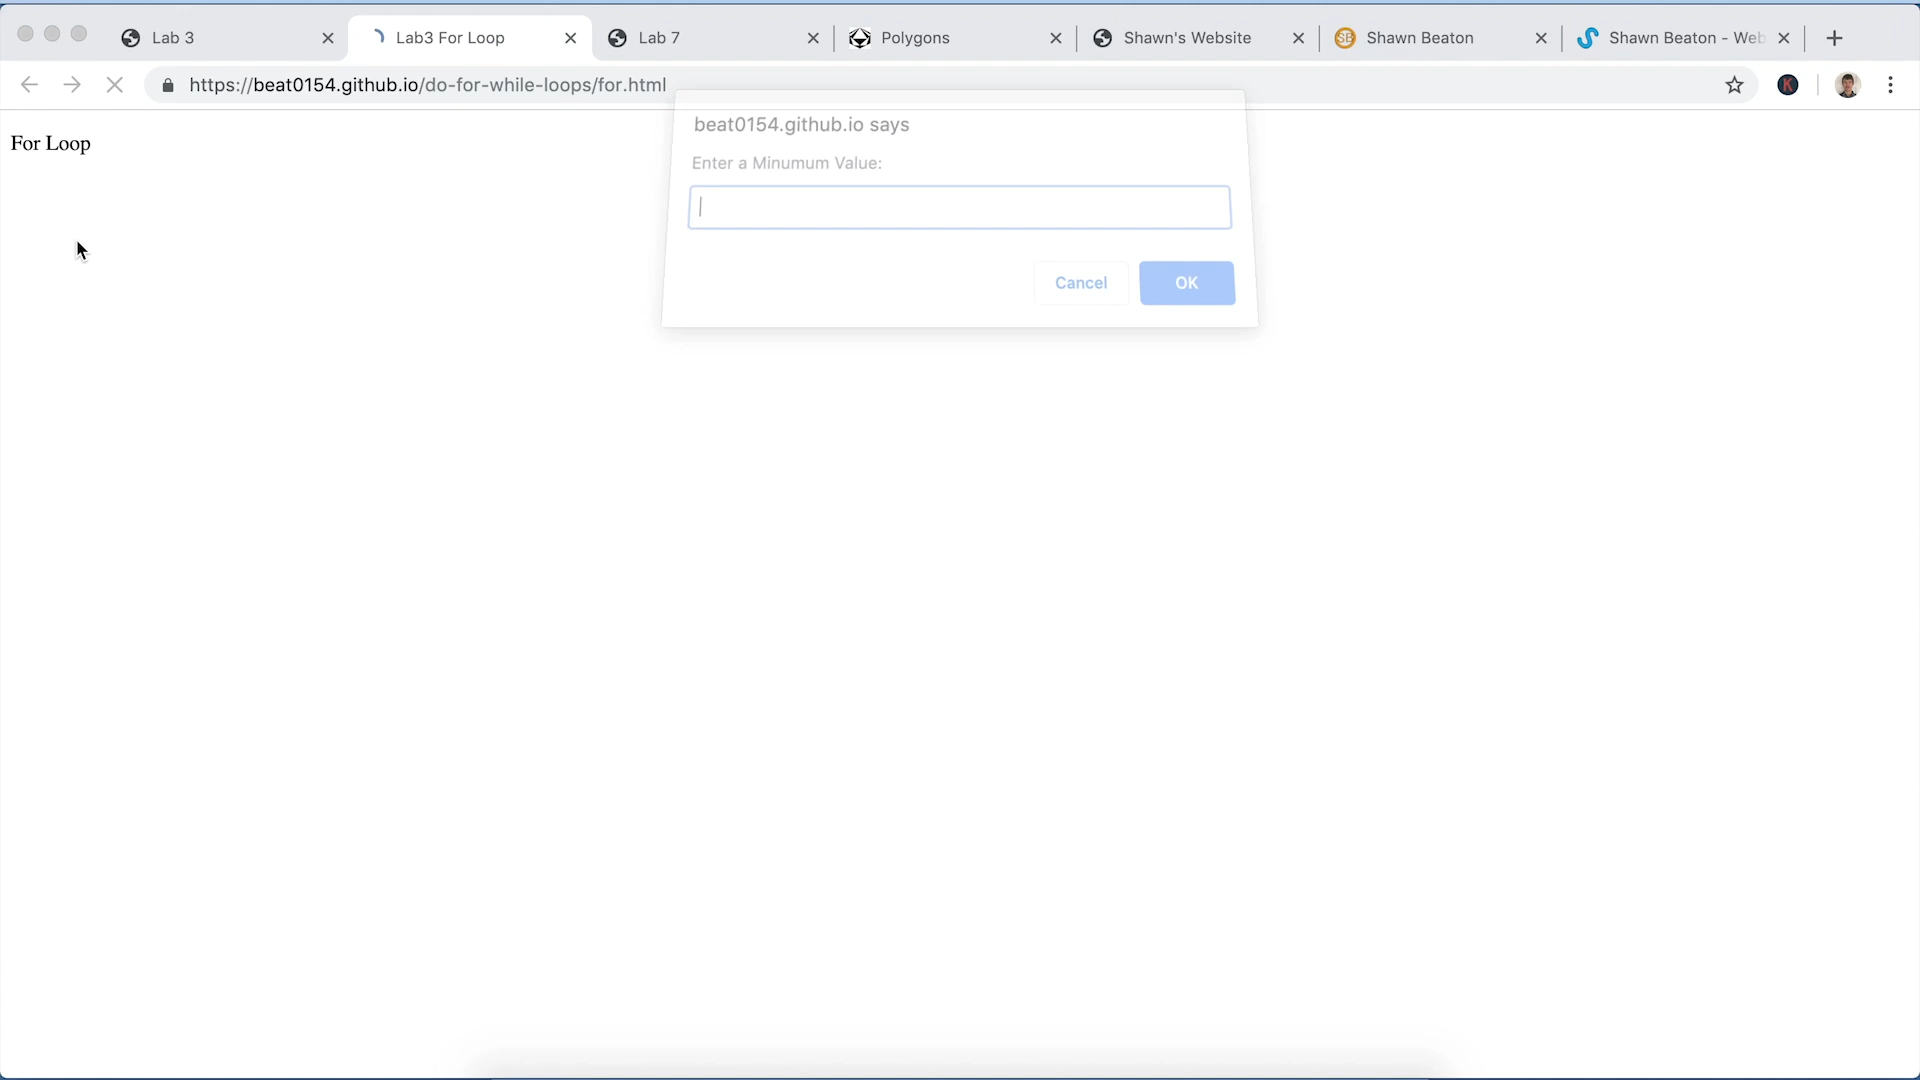 Lab 3
Lab3 For Loop
Lab 7
Polygons
Shawn's Website
SB Shawn Beaton
Shawn Beaton - Web
https://beat0154.github.io/do-for-while-loops/for.html
K
For Loop
beat0154.github.io says
Enter a Minumum Value:
Cancel
OK